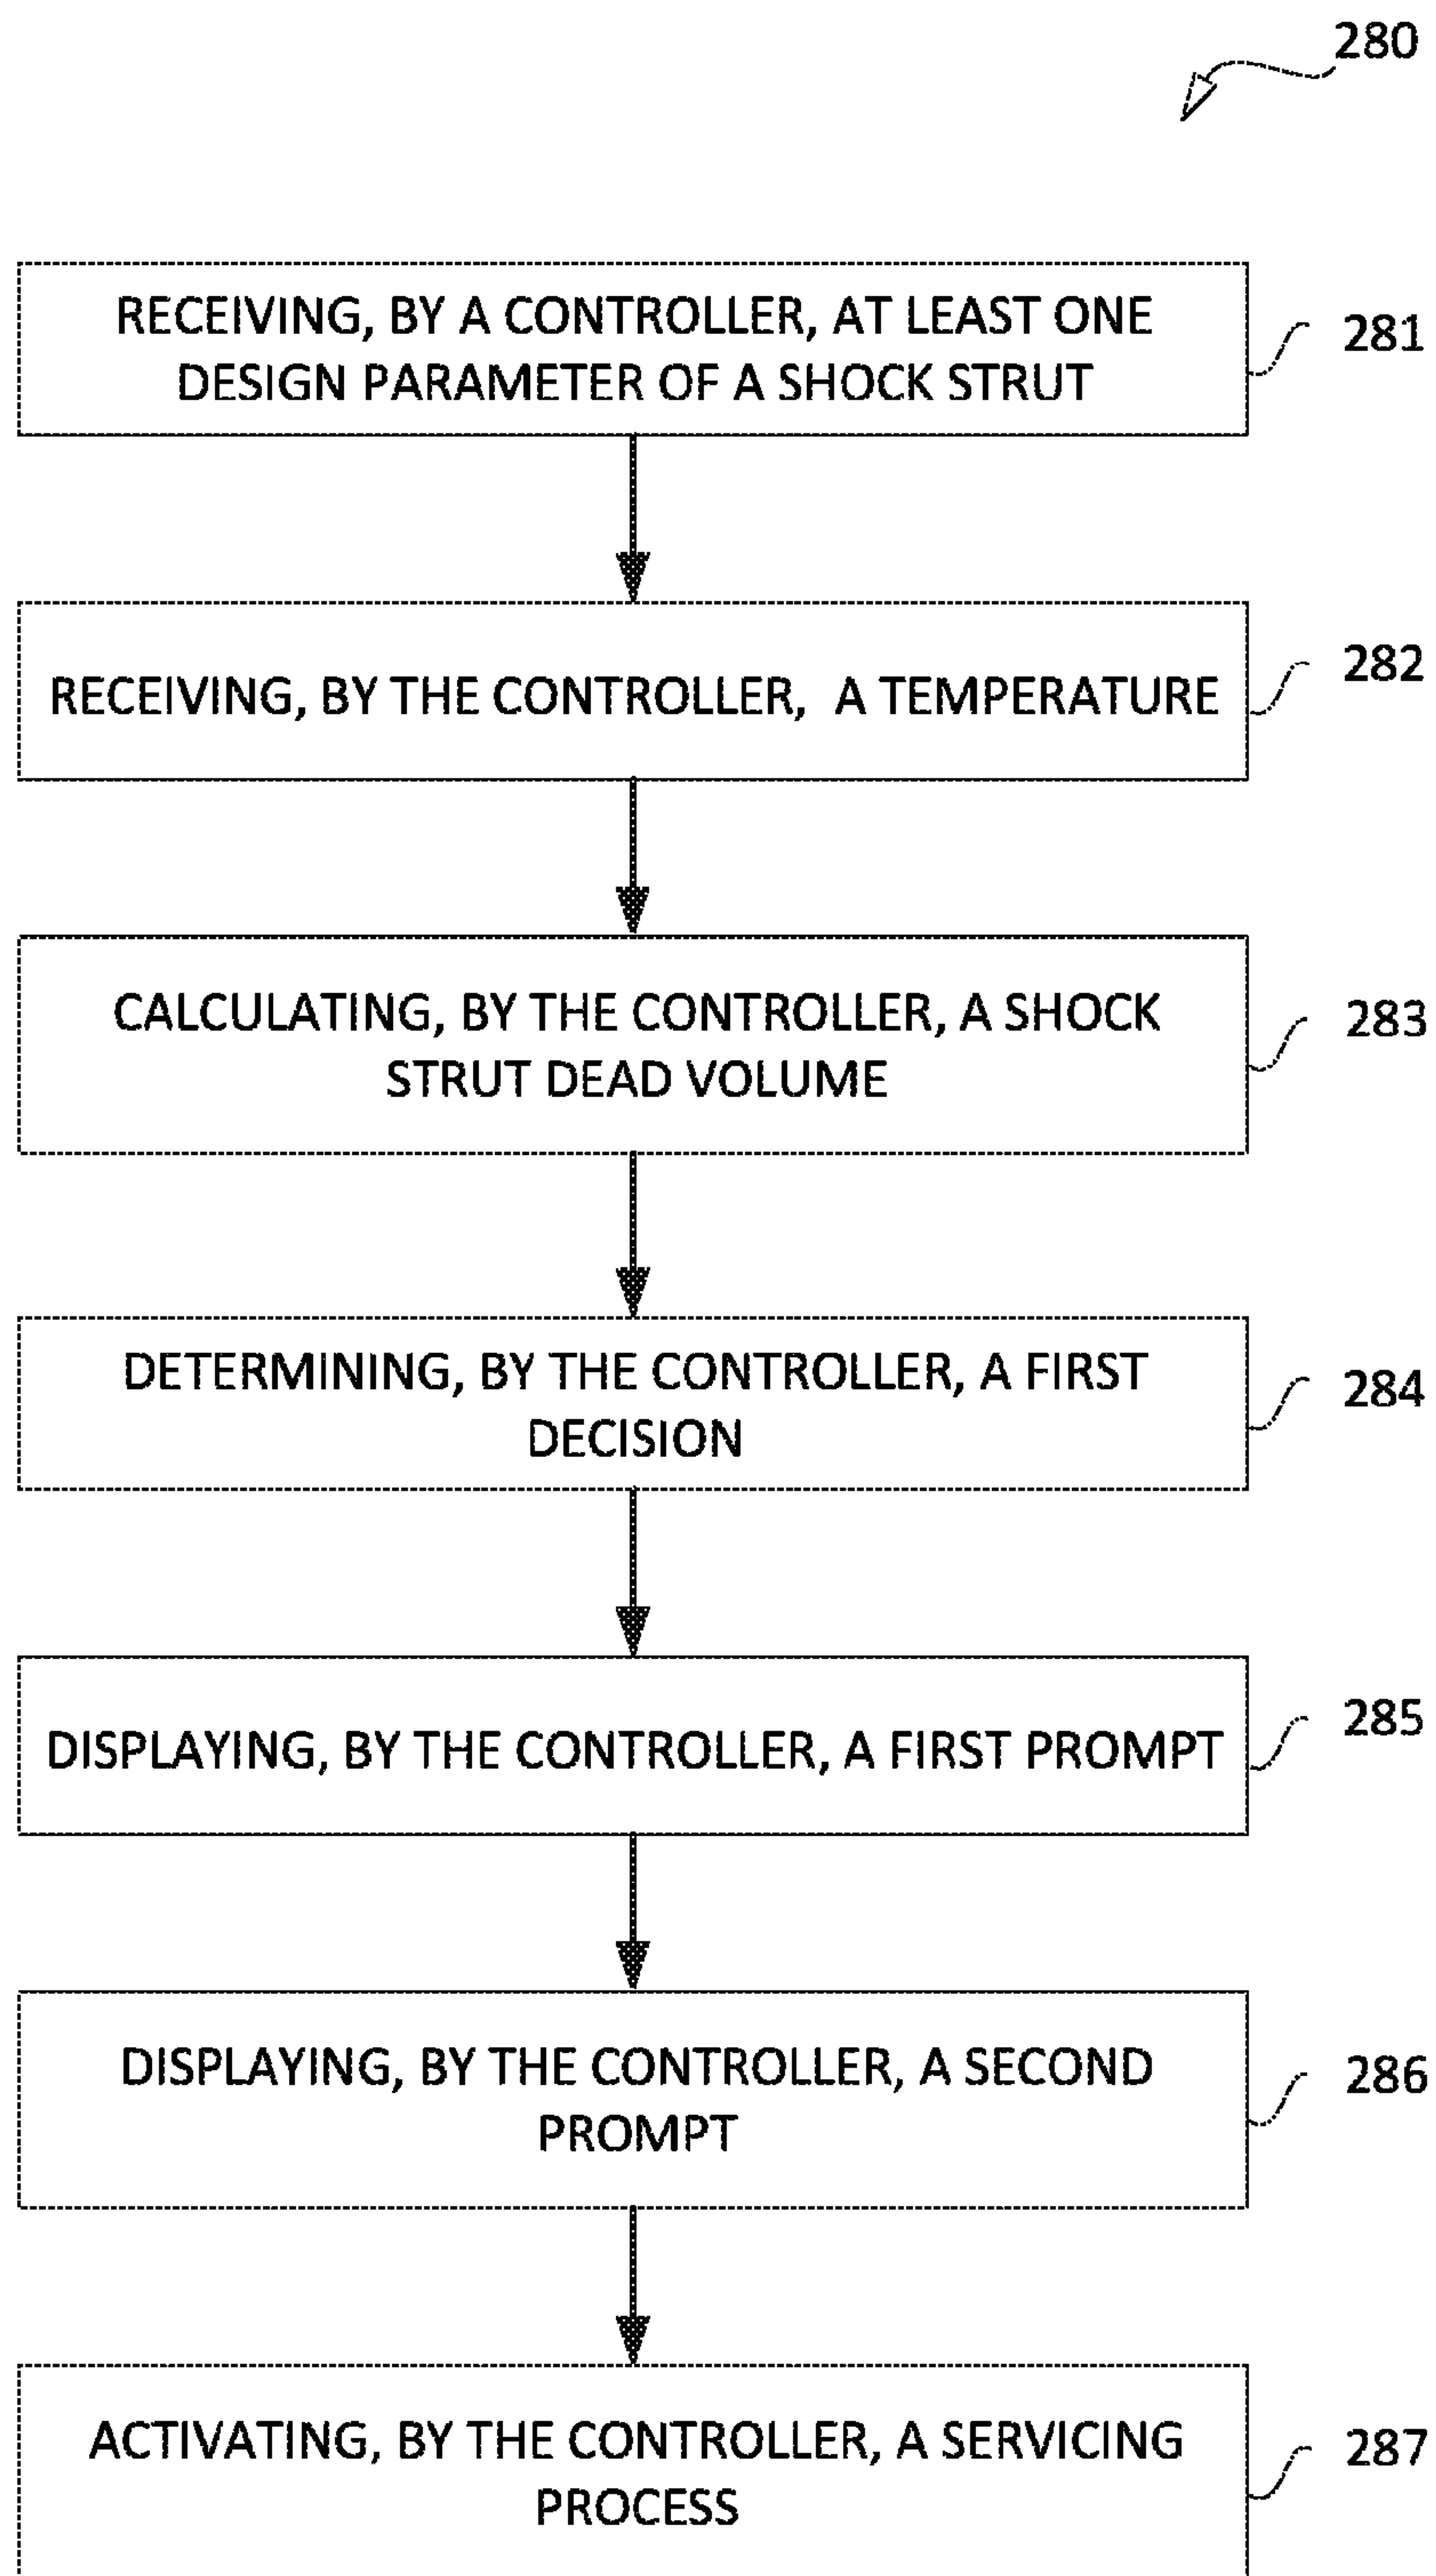 280
RECEIVING, BY A CONTROLLER, AT LEAST ONE
DESIGN PARAMETER OF A SHOCK STRUT
281
RECEIVING, BY THE CONTROLLER, A TEMPERATURE
282
CALCULATING, BY THE CONTROLLER, A SHOCK
STRUT DEAD VOLUME
283
DETERMINING, BY THE CONTROLLER, A FIRST
DECISION
284
DISPLAYING, BY THE CONTROLLER, A FIRST PROMPT
285
DISPLAYING, BY THE CONTROLLER, A SECOND
PROMPT
286
ACTIVATING, BY THE CONTROLLER, A SERVICING
PROCESS
287